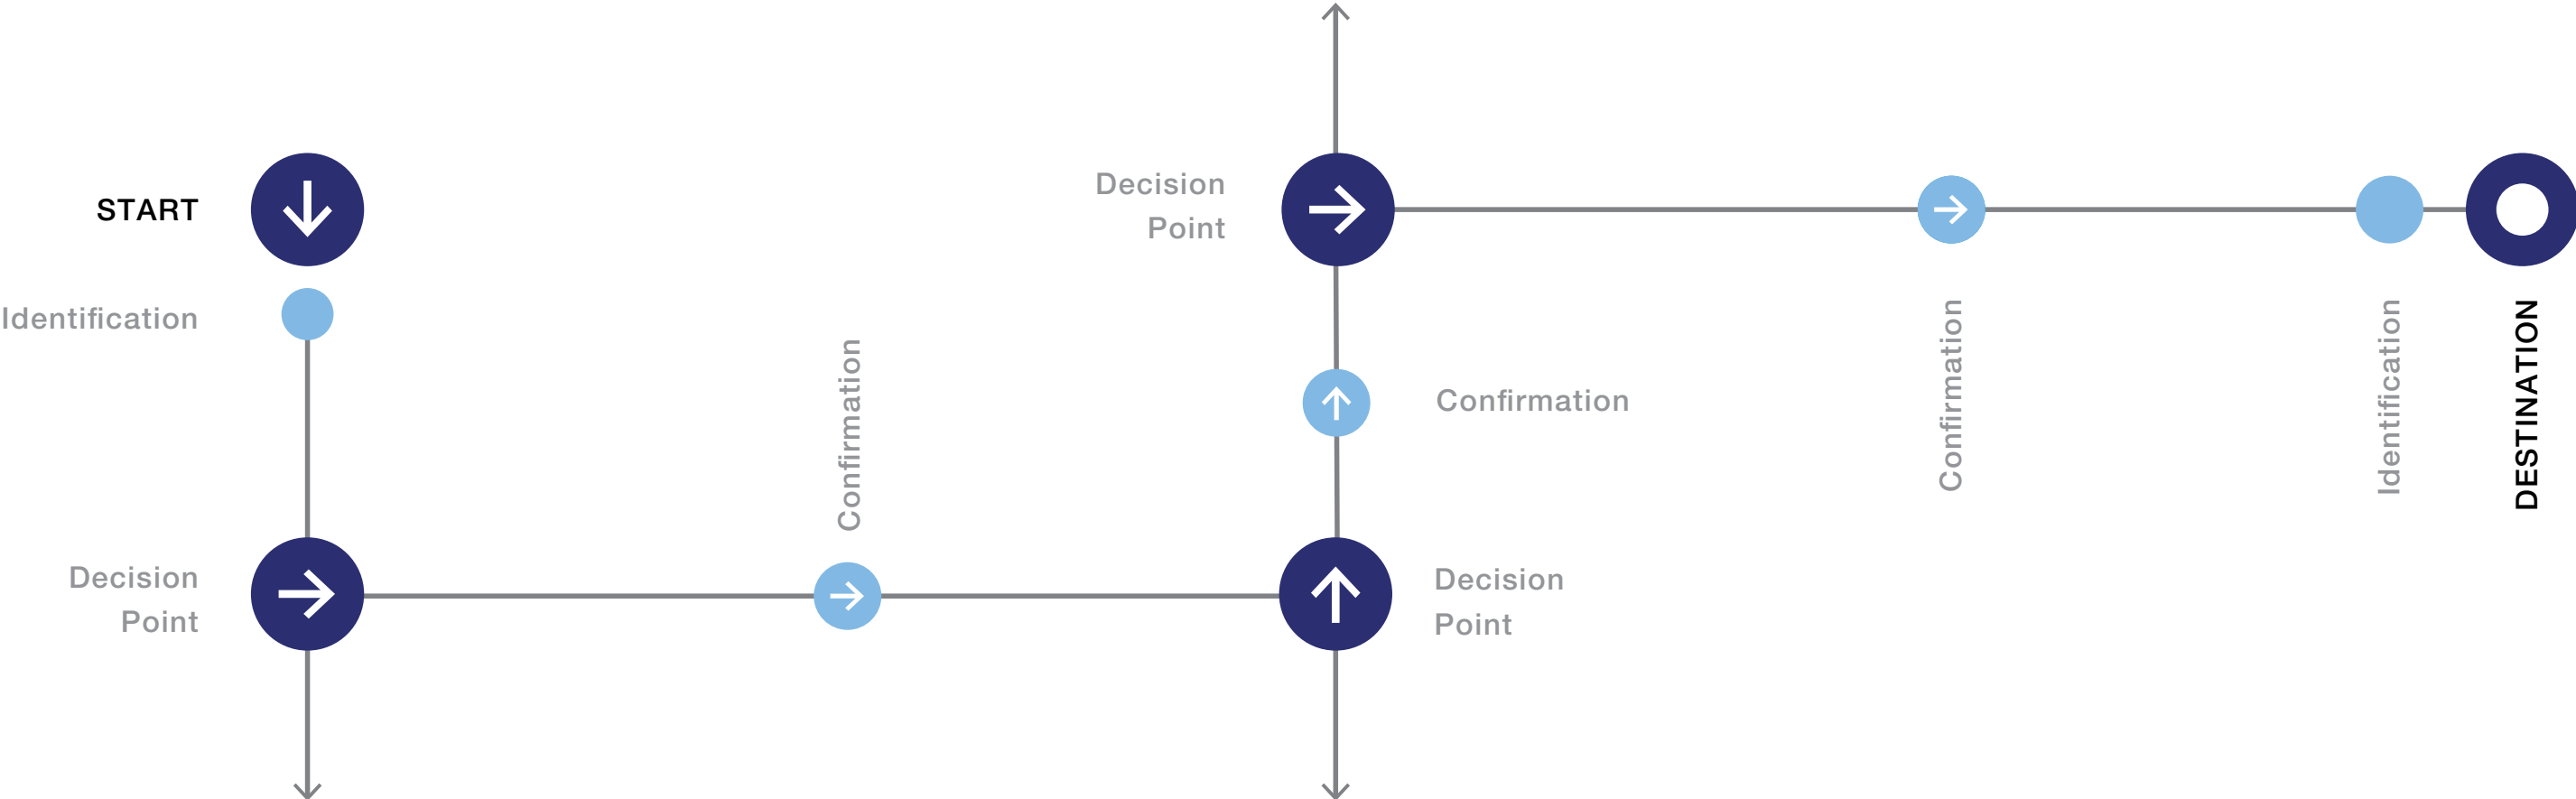 START
Identification
Decision
Point
Confirmation
Decision
Point
Confirmation
Decision
Point
Confirmation
Identification
DESTINATION